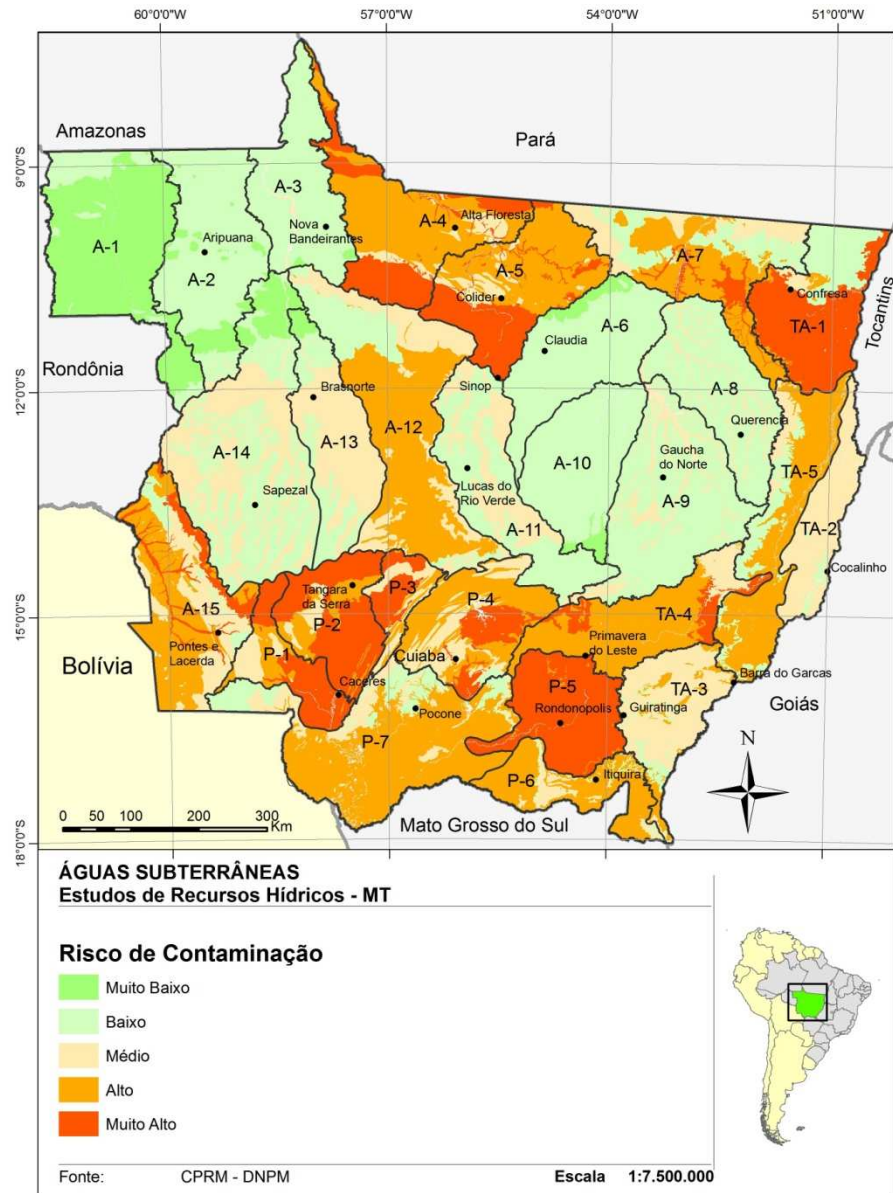 60°0'0"W 57°0'0"W 54°0'0"W 51°0'0"W
Amazonas
Pará
9°0'0"S
A-3
A-4
Alta Floresta
A-1
Aripuana
Nova
Bandeirantes
A-7
A-2
A-5
Colider
Confresa
TA-1
Tocantins
Rondônia
A-6
Claudia
12°0'0"S
Sinop
Brasnorte
A-8
A-12
A-13
A-14
Querencia
Gaucha
do Norte
TA-5
A-10
Lucas do
Rio Verde
Sapezal
A-9
A-11
TA-2
Cocalinho
Tangara
da Serra
P-3
P-4
15°0'0"S
A-15
P-2
TA-4
Pontes e
Lacerda
Primavera
do Leste
P-1
Cuiaba
Bolívia
Caceres
P-5
TA-3
Barra do Garcas
Goiás
Pocone
Rondonopolis
Guiratinga
P-7
N
P-6
Itiquira
0 50 100 200 300
Km
Mato Grosso do Sul
18°0'0"S
ÁGUAS SUBTERRÂNEAS
Estudos de Recursos Hídricos - MT
Risco de Contaminação
Muito Baixo
Baixo
Médio
Alto
Muito Alto
Fonte: CPRM - DNPM Escala 1:7.500.000